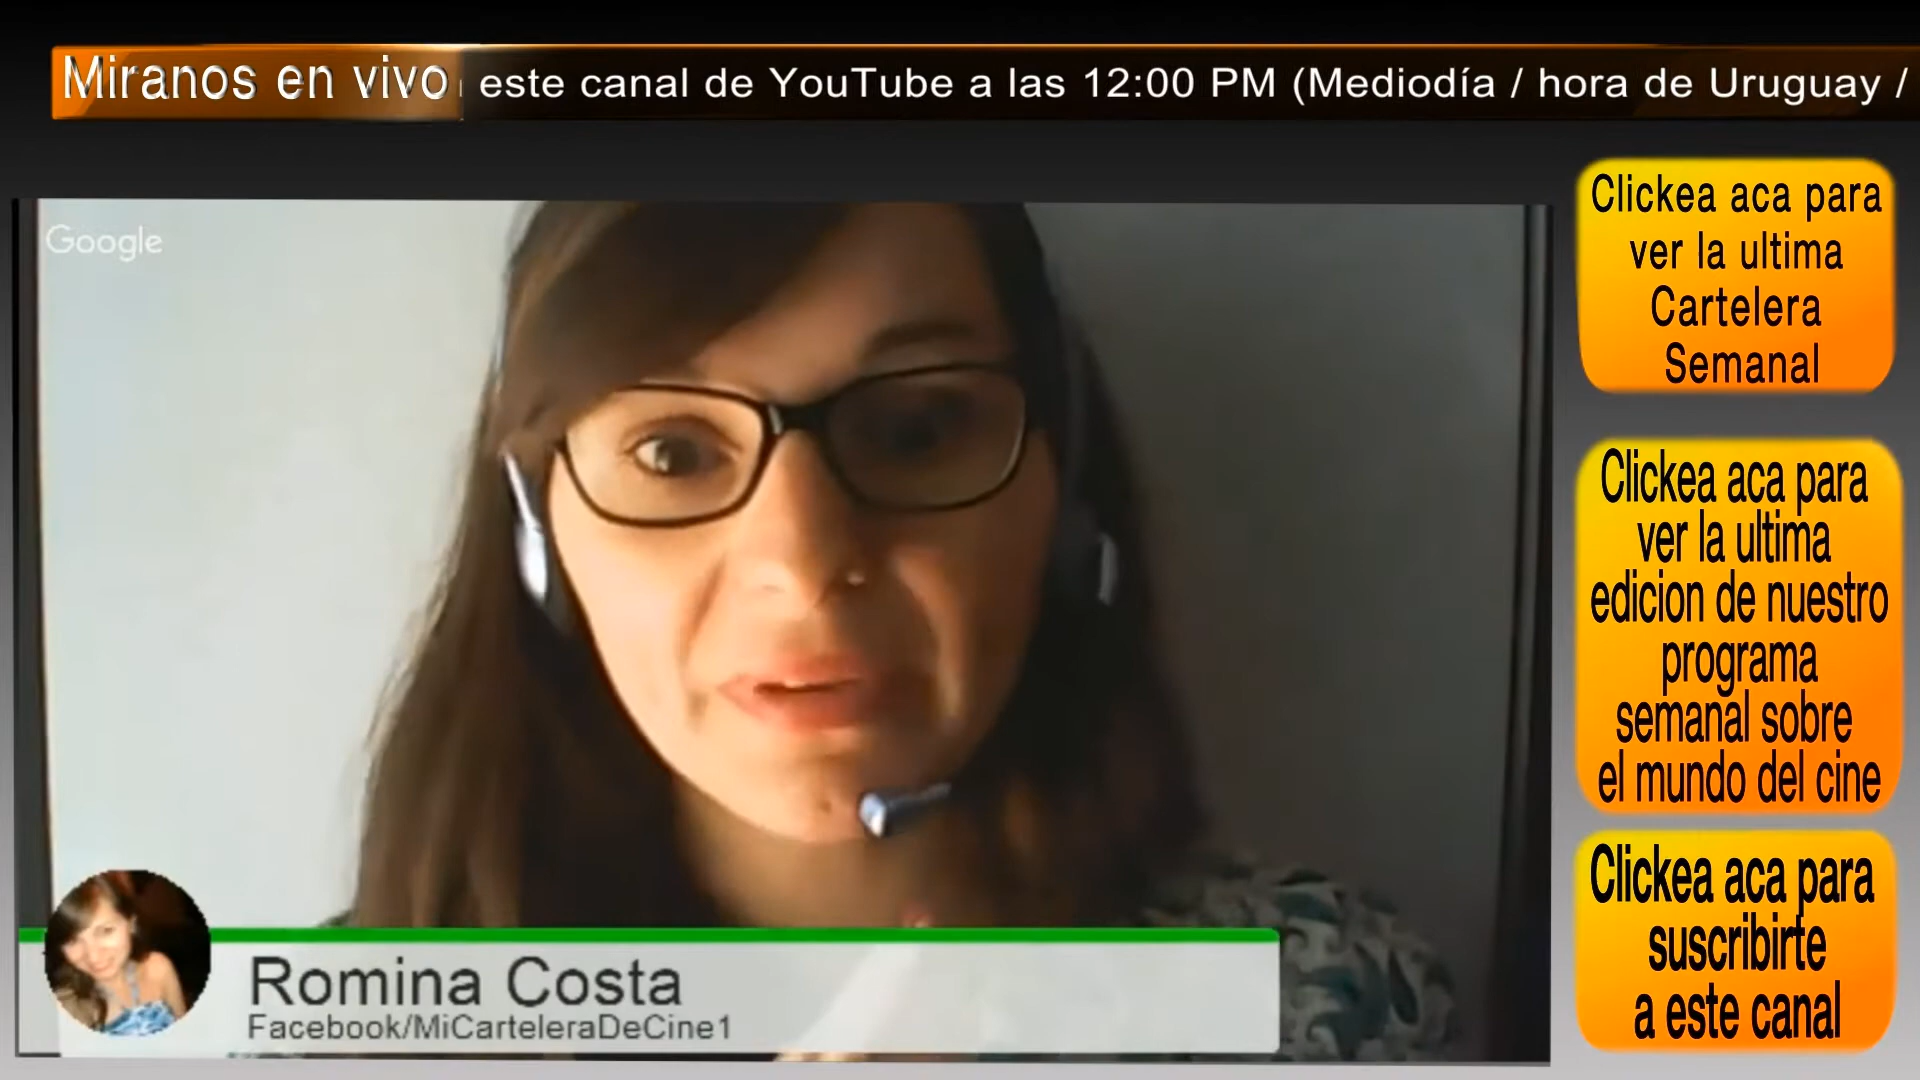 Miranos en vivo
este canal de YouTube a las 12:00 PM (Mediodía / hora de Uruguay /
Google
Clickea aca para
ver la ultima
Cartelera
Semanal
Clickea aca para
ver la ultima
edicion de nuestro
programa
semanal sobre
el mundo del cine
Clickea aca para
suscribirte
a este canal
Romina Costa
Facebook/MiCarteleraDeCine1